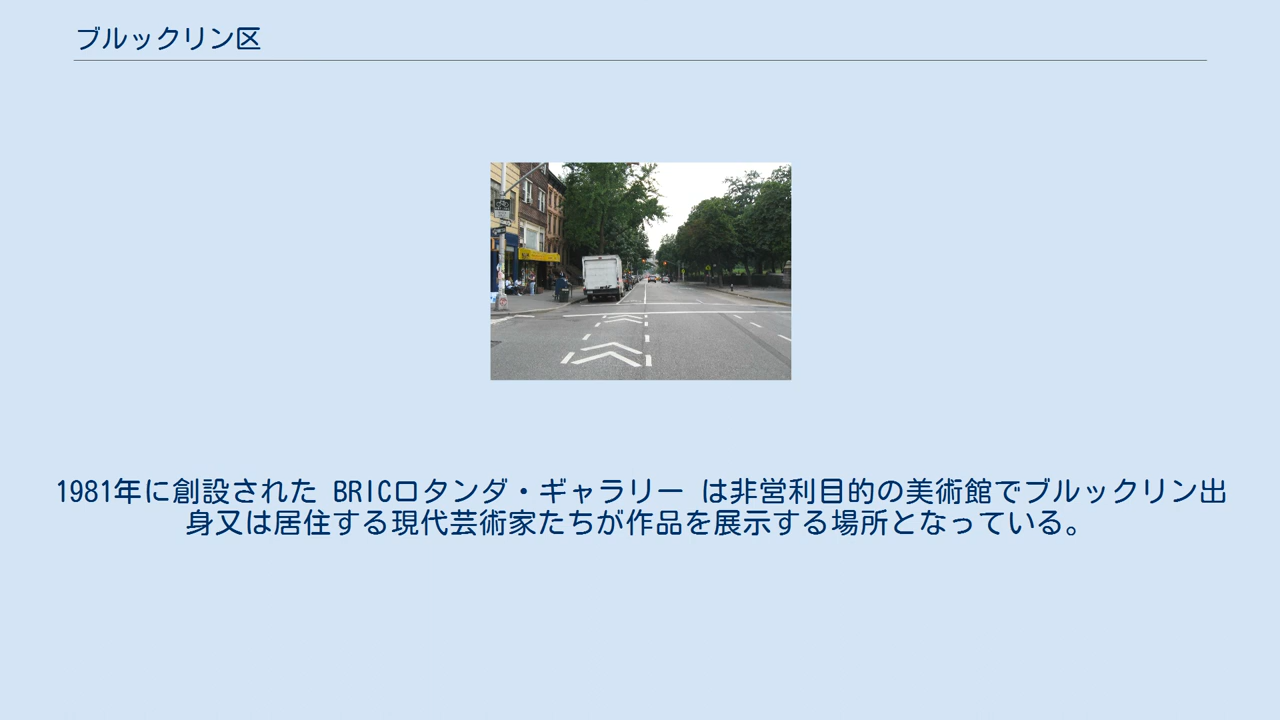 ブルックリン区
1981年に創設された BRICロタンダ・ギャラリー は非営利目的の美術館でブルックリン出
身又は居住する現代芸術家たちが作品を展示する場所となっている。